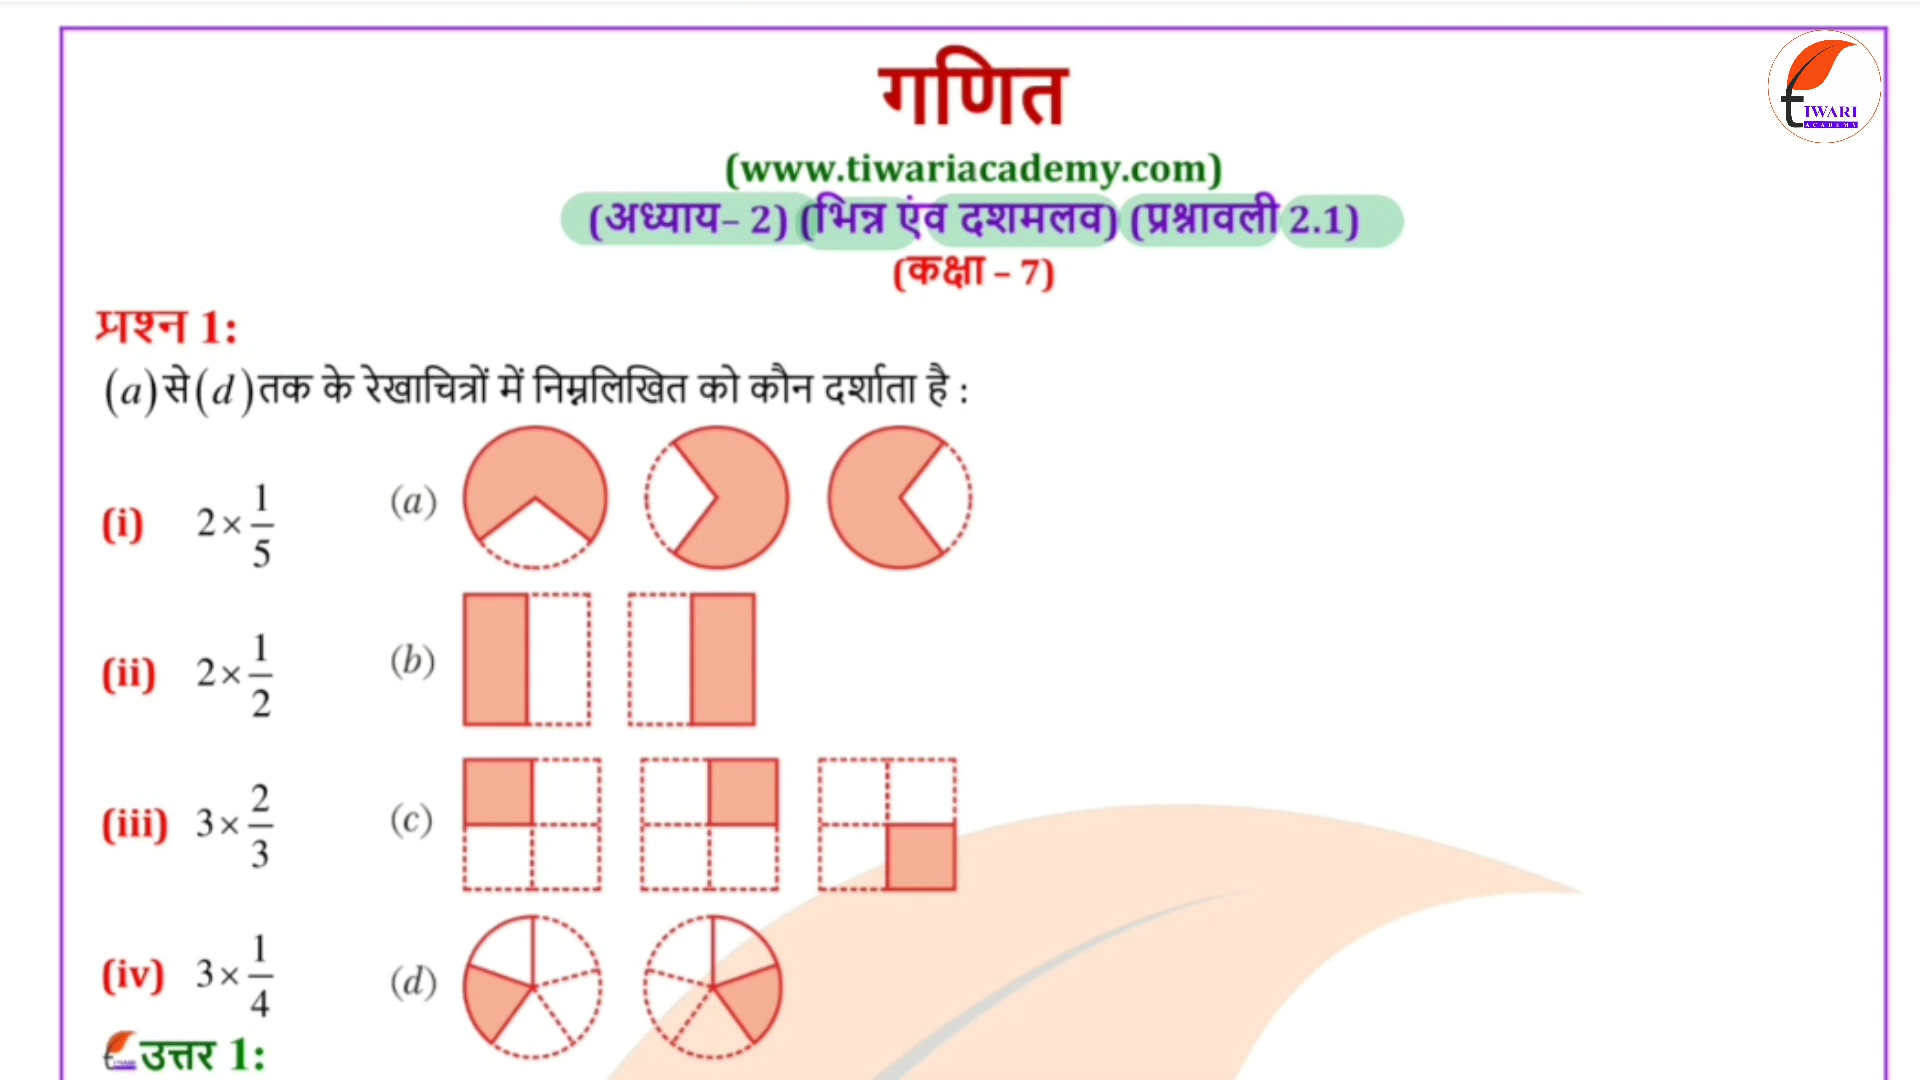 गणित
(www.tiwariacademy.com)
(अध्याय– 2) (भिन्न एंव दशमलव) (प्रश्नावली 2.1)
(कक्षा – 7)
प्रश्न 1:
(a) से (d) तक के रेखाचित्रों में निम्नलिखित को कौन दर्शाता है :
(i) 2 × 1/5 (a)
(ii) 2 × 1/2 (b)
(iii) 3 × 2/3 (c)
(iv) 3 × 1/4 (d)
उत्तर 1:
TIWARI
ACADEMY